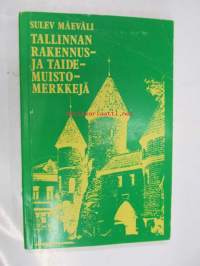 SULEV MÄEVÄLI
TALLINNAN
RAKENNUS-
JA TAIDE-
MUISTO-
MERKKEJÄ